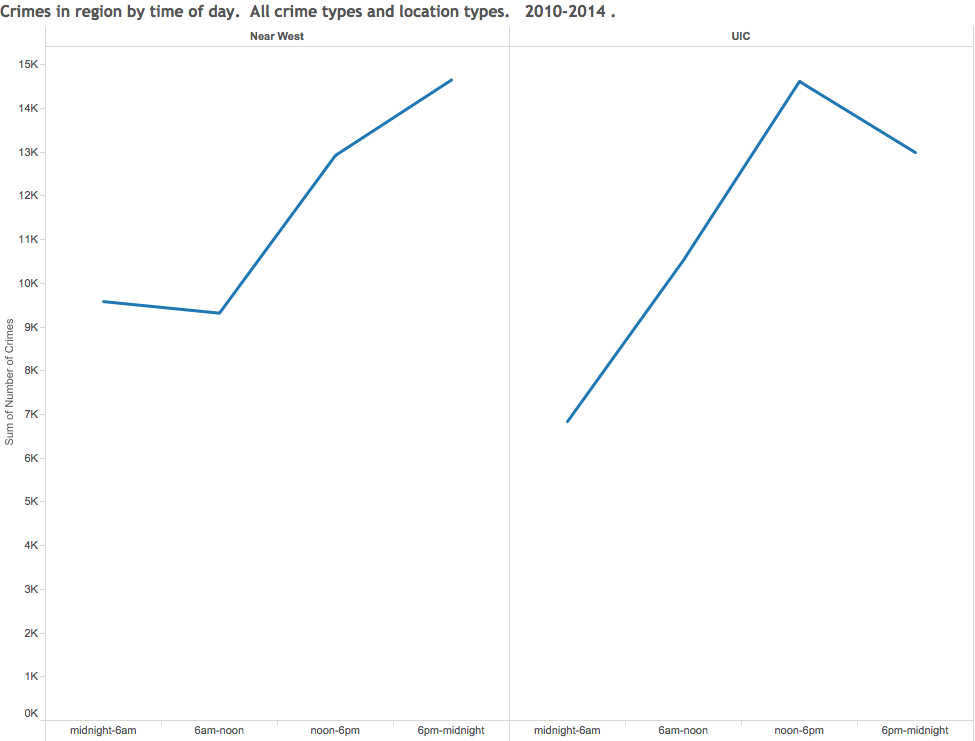 Crimes in region by time of day.  All crime types and location types.   2010-2014 .
Near West
UIC
15K
14K
13K
12K
11K
10K
9K
8K
7K
6K
5K
4K
3K
2K
1K
0K
Sum of Number of Crimes
midnight-6am
6am-noon
noon-6pm
6pm-midnight
midnight-6am
6am-noon
noon-6pm
6pm-midnight